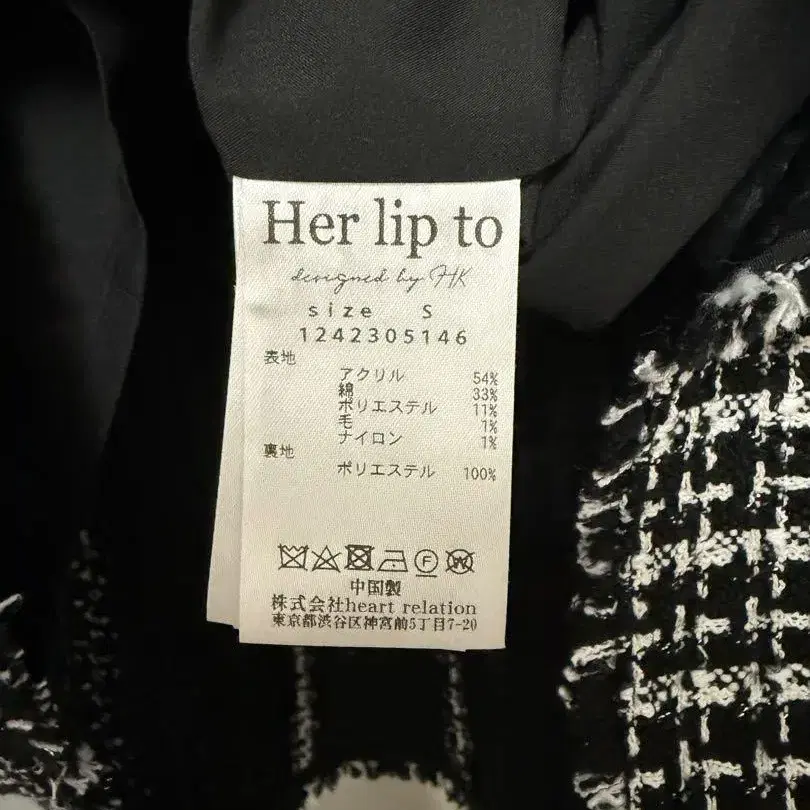 Her lip to
designed by HK
size S
1242305146
表地
アクリル 54%
綿 33%
ポリエステル 11%
毛 1%
ナイロン 1%
裏地
ポリエステル 100%
F W
中国製
株式会社heart relation
東京都渋谷区神宮前5丁目7-20